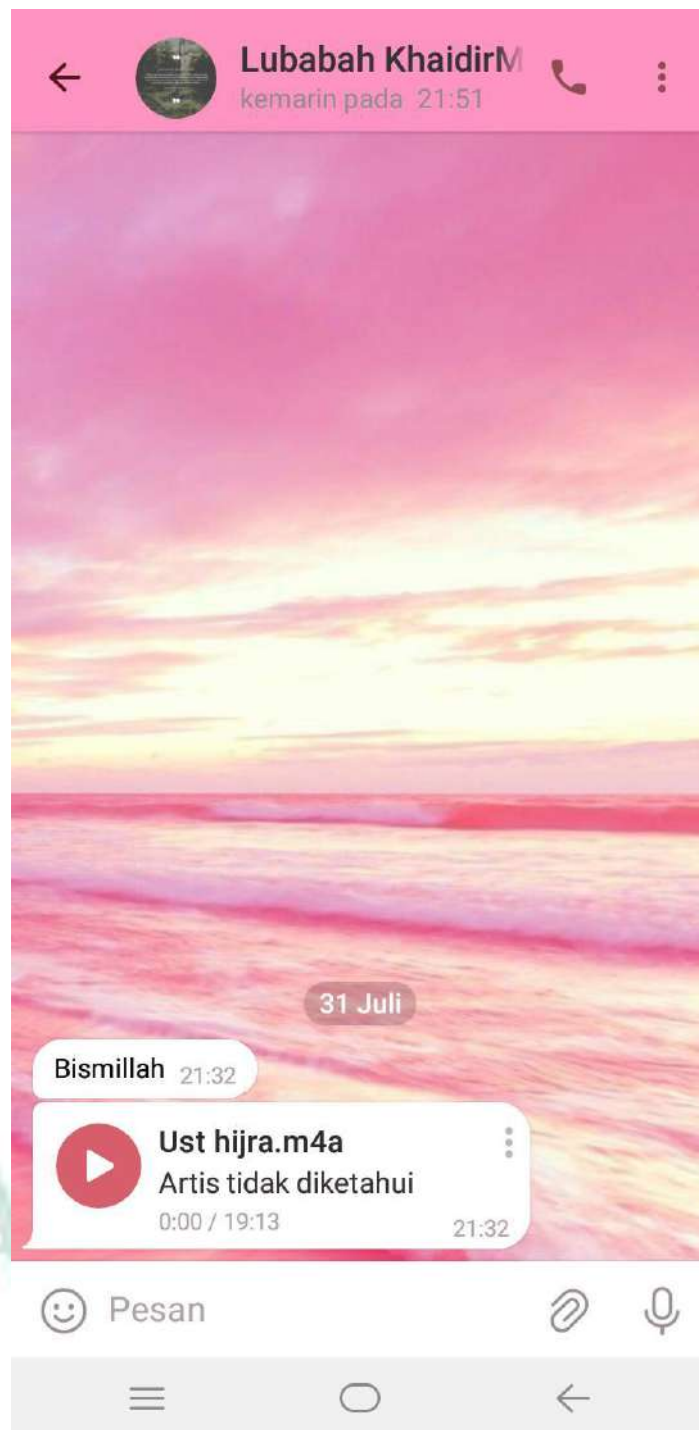 Lubabah KhaidirM
kemarin pada 21:51
31 Juli
Bismillah 21:32
Ust hijra.m4a
Artis tidak diketahui
0:00 / 19:13 21:32
Pesan